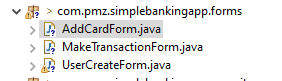 com.pmz.simplebankingapp.forms
AddCardForm.java
MakeTransactionForm.java
UserCreateForm.java